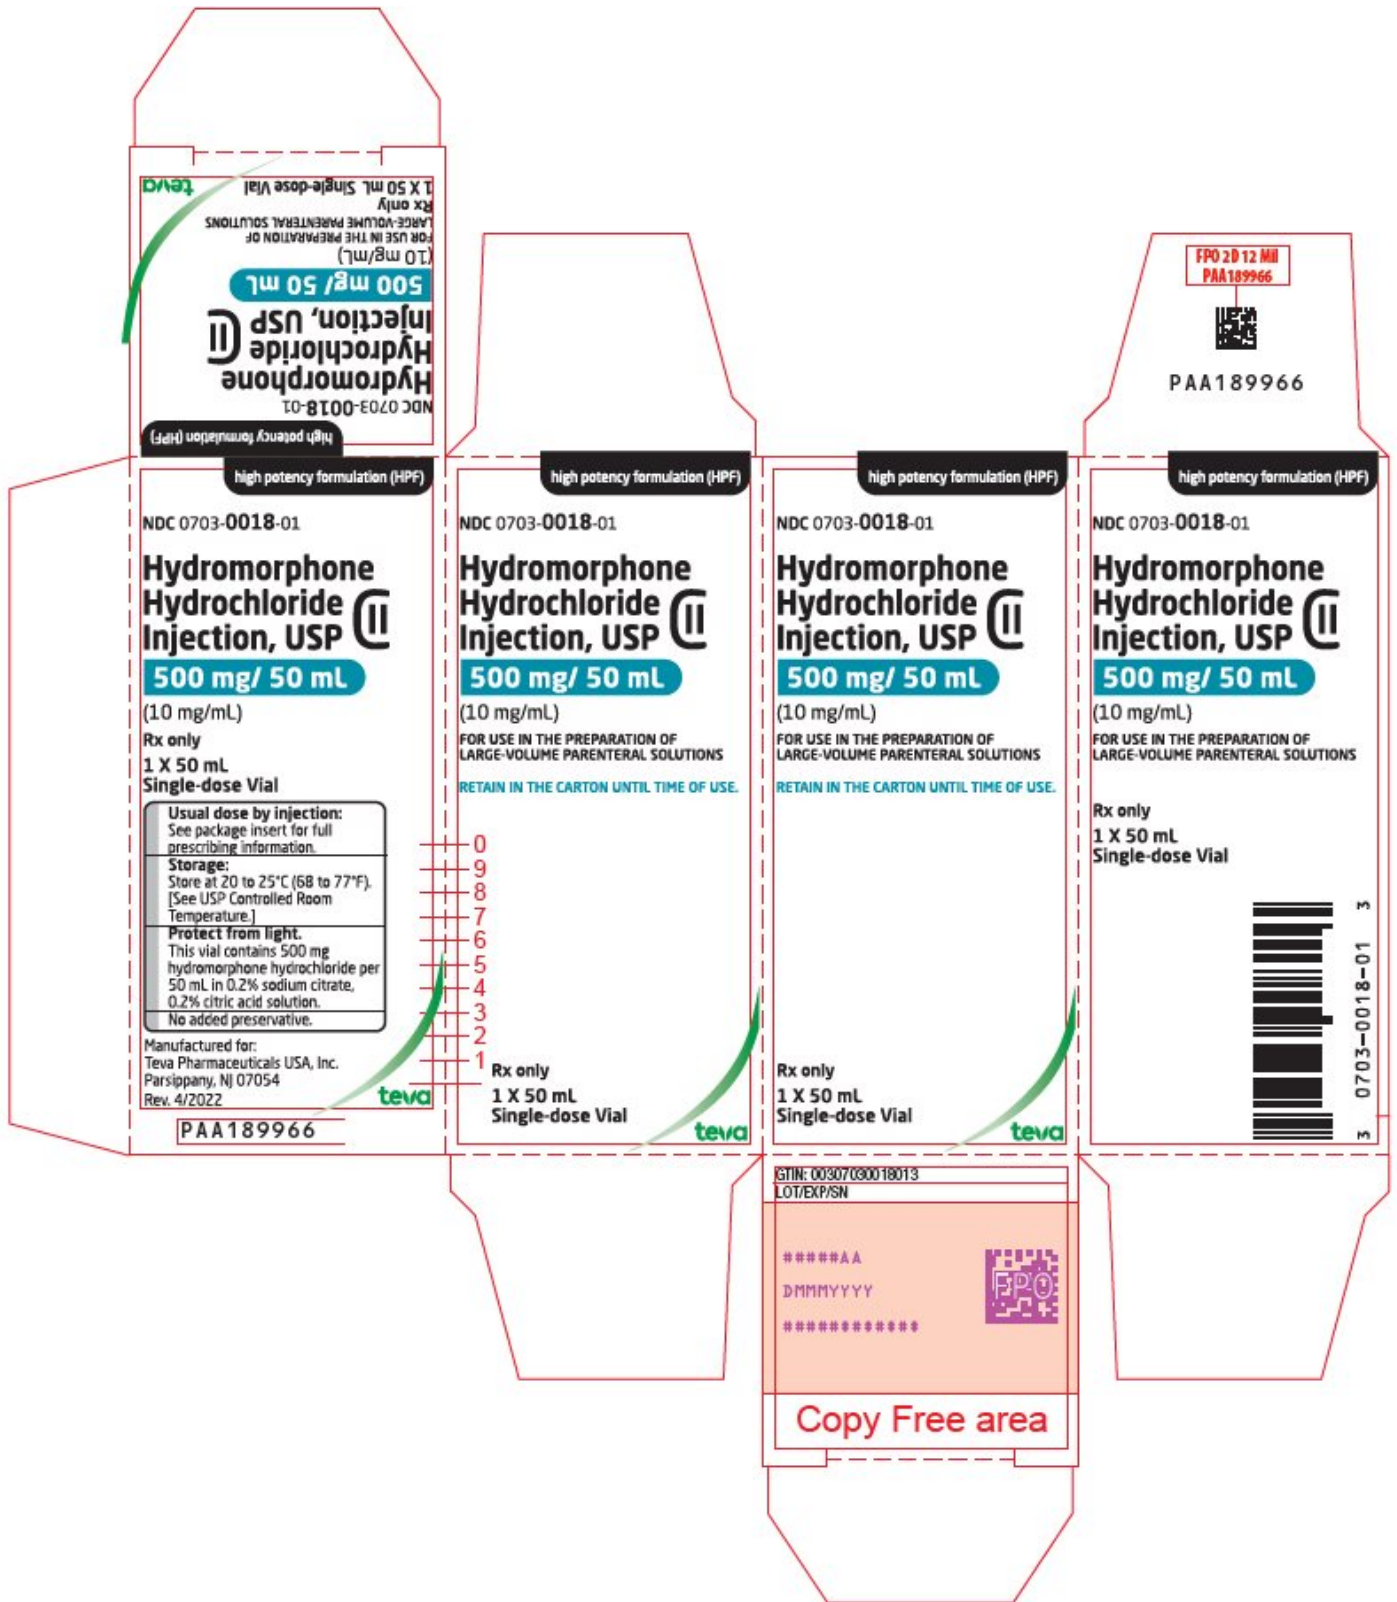 teva
1 X 50 mL Single-dose Vial
Rx only
LARGE-VOLUME PARENTERAL SOLUTIONS
FOR USE IN THE PREPARATION OF
(10 mg/mL)
500 mg/ 50 mL
Injection, USP
Hydrochloride CII
Hydromorphone
NDC 0703-0018-01
high potency formulation (HPF)
FPO 2D 12 Mil
PAA189966
PAA189966
high potency formulation (HPF)
NDC 0703-0018-01
Hydromorphone
Hydrochloride CII
Injection, USP
500 mg/ 50 mL
(10 mg/mL)
Rx only
1 X 50 mL
Single-dose Vial
Usual dose by injection:
See package insert for full
prescribing information.
Storage:
Store at 20 to 25°C (68 to 77°F).
[See USP Controlled Room
Temperature.]
Protect from light.
This vial contains 500 mg
hydromorphone hydrochloride per
50 mL in 0.2% sodium citrate,
0.2% citric acid solution.
No added preservative.
Manufactured for:
Teva Pharmaceuticals USA, Inc.
Parsippany, NJ 07054
Rev. 4/2022
teva
PAA189966
0
9
8
7
6
5
4
3
2
1
high potency formulation (HPF)
NDC 0703-0018-01
Hydromorphone
Hydrochloride CII
Injection, USP
500 mg/ 50 mL
(10 mg/mL)
FOR USE IN THE PREPARATION OF
LARGE-VOLUME PARENTERAL SOLUTIONS
RETAIN IN THE CARTON UNTIL TIME OF USE.
Rx only
1 X 50 mL
Single-dose Vial
teva
high potency formulation (HPF)
NDC 0703-0018-01
Hydromorphone
Hydrochloride CII
Injection, USP
500 mg/ 50 mL
(10 mg/mL)
FOR USE IN THE PREPARATION OF
LARGE-VOLUME PARENTERAL SOLUTIONS
RETAIN IN THE CARTON UNTIL TIME OF USE.
Rx only
1 X 50 mL
Single-dose Vial
teva
high potency formulation (HPF)
NDC 0703-0018-01
Hydromorphone
Hydrochloride CII
Injection, USP
500 mg/ 50 mL
(10 mg/mL)
FOR USE IN THE PREPARATION OF
LARGE-VOLUME PARENTERAL SOLUTIONS
Rx only
1 X 50 mL
Single-dose Vial
3 0703-0018-01 3
GTIN: 00307030018013
LOT/EXP/SN
#####AA
DMMMYYYY
############
FPO
Copy Free area